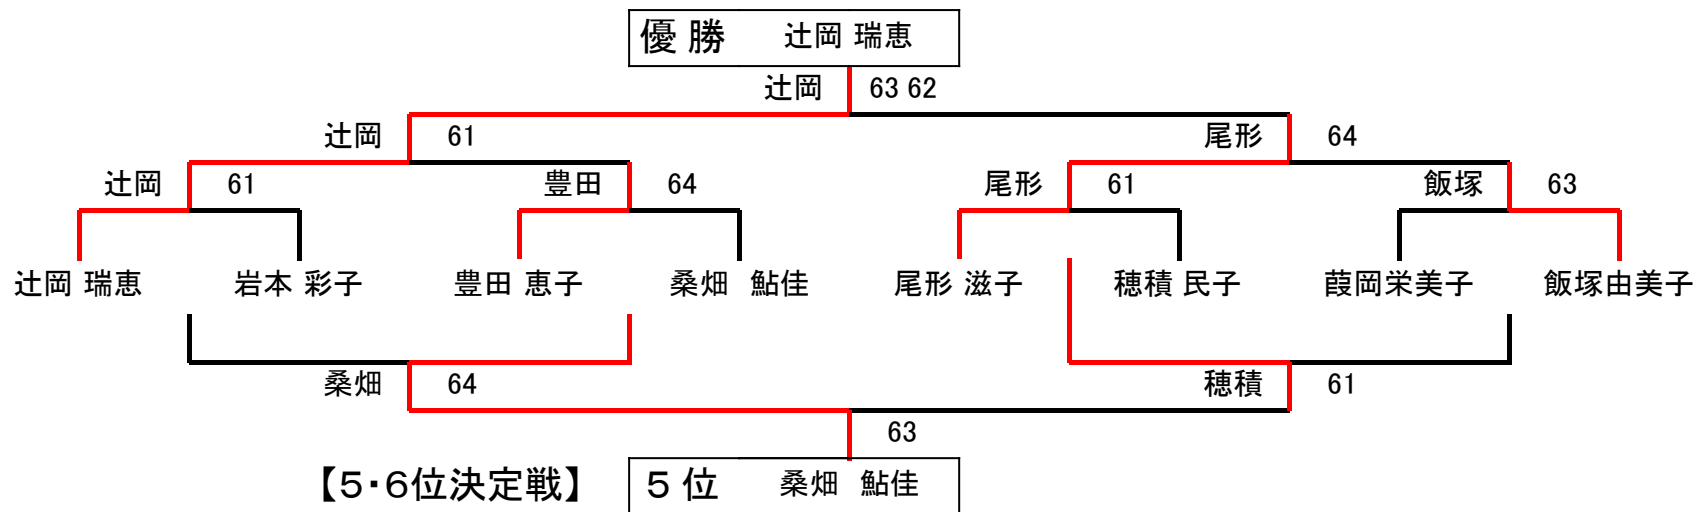 優 勝 辻岡 瑞恵
辻岡 63 62
辻岡 61 尾形 64
辻岡 61 豊田 64 尾形 61 飯塚 63
辻岡 瑞恵 岩本 彩子 豊田 恵子 桑畑 鮎佳 尾形 滋子 穂積 民子 葭岡栄美子 飯塚由美子
桑畑 64 穂積 61
63
【5・6位決定戦】 5 位 桑畑 鮎佳